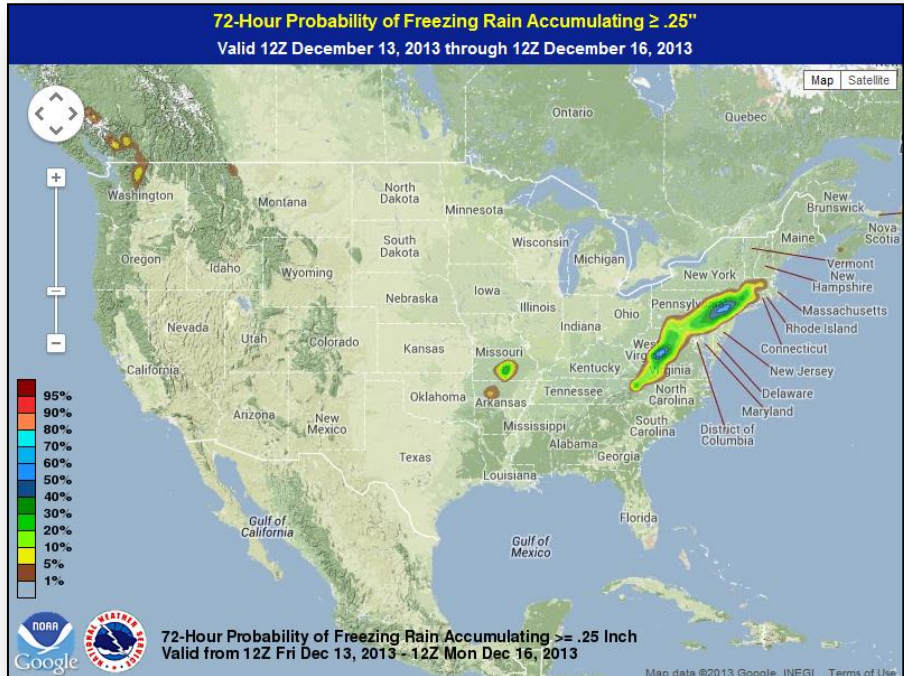 72-Hour Probability of Freezing Rain Accumulating ≥ .25"
Valid 12Z December 13, 2013 through 12Z December 16, 2013
Map
Satellite
Ontario
Quebec
New Brunswick
Nova Scotia
Maine
Washington
Montana
North Dakota
Minnesota
Vermont
New Hampshire
Oregon
Idaho
Wyoming
South Dakota
Wisconsin
Michigan
New York
Massachusetts
Rhode Island
Connecticut
Nebraska
Iowa
Illinois
Indiana
Ohio
Pennsylvania
New Jersey
Nevada
Utah
Colorado
Kansas
Missouri
Kentucky
West Virginia
Virginia
Delaware
Maryland
District of Columbia
California
Arizona
New Mexico
Oklahoma
Arkansas
Tennessee
North Carolina
South Carolina
Mississippi
Alabama
Georgia
Texas
Louisiana
Florida
Gulf of California
Gulf of Mexico
95%
90%
80%
70%
60%
50%
40%
30%
20%
10%
5%
1%
NOAA
Google
NATIONAL WEATHER SERVICE
72-Hour Probability of Freezing Rain Accumulating >= .25 Inch
Valid from 12Z Fri Dec 13, 2013 - 12Z Mon Dec 16, 2013
Map data ©2013 Google, INEGI
Terms of Use